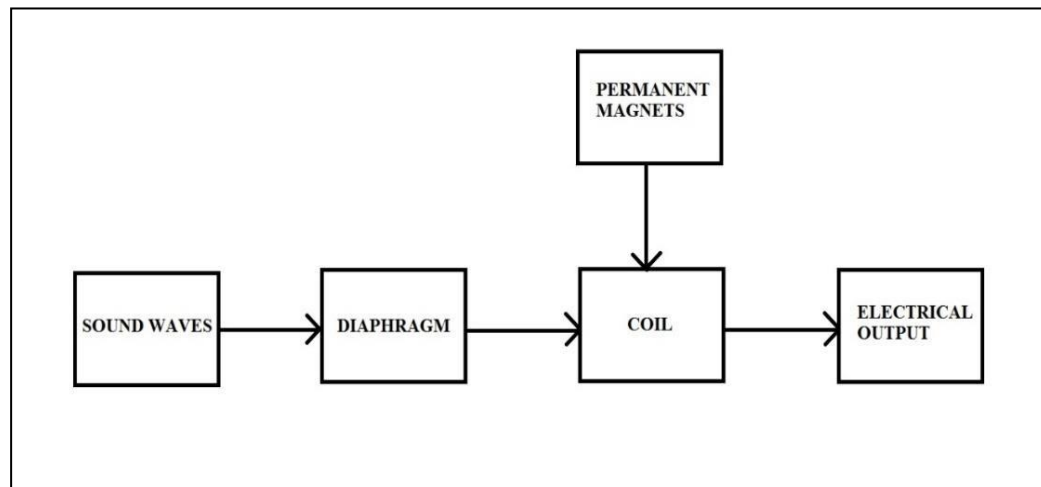 PERMANENT
MAGNETS
SOUND WAVES
DIAPHRAGM
COIL
ELECTRICAL
OUTPUT